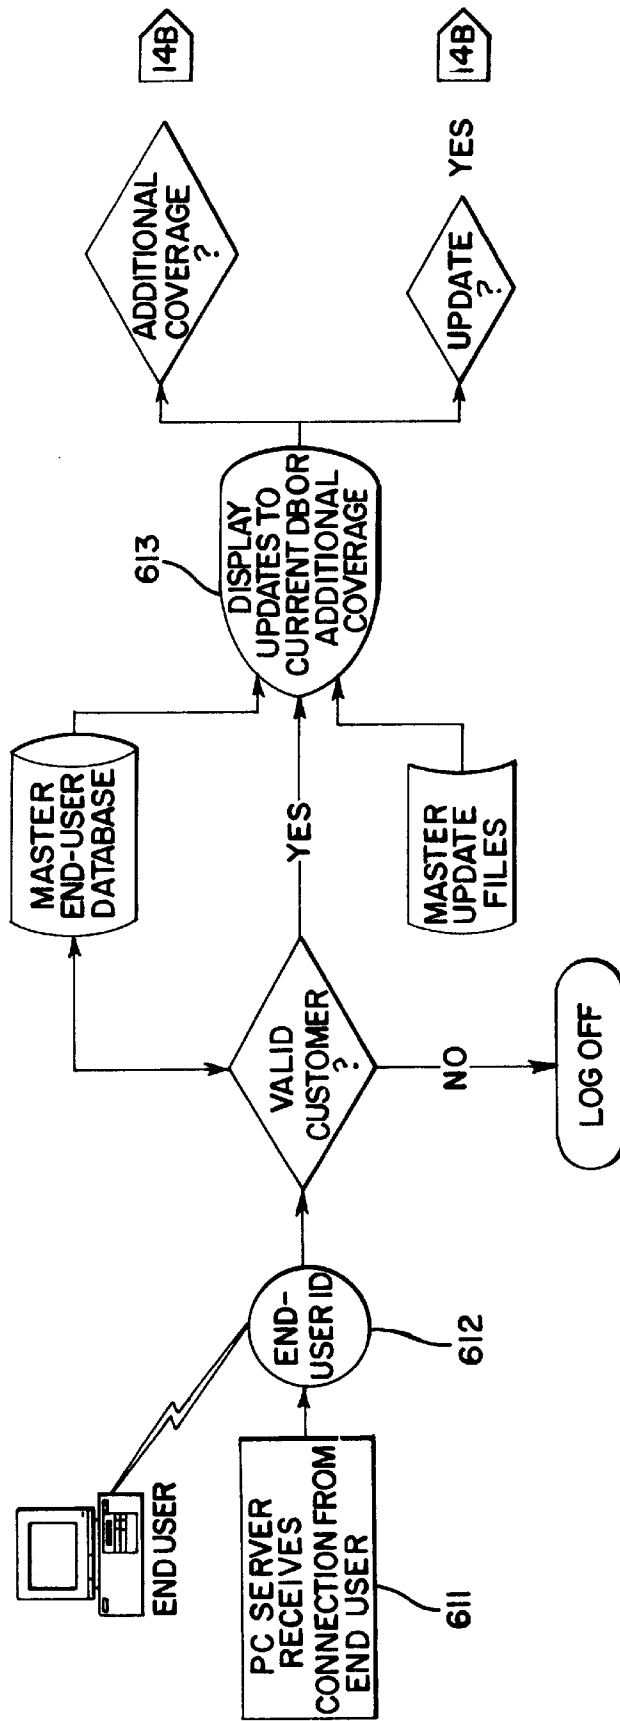 END USER
PC SERVER
RECEIVES
CONNECTION FROM
END USER
611
END-
USER ID
612
VALID
CUSTOMER
?
NO
LOG OFF
YES
MASTER
END-USER
DATABASE
MASTER
UPDATE
FILES
613
DISPLAY
UPDATES TO
CURRENT DB OR
ADDITIONAL
COVERAGE
ADDITIONAL
COVERAGE
?
14B
UPDATE
?
YES
14B